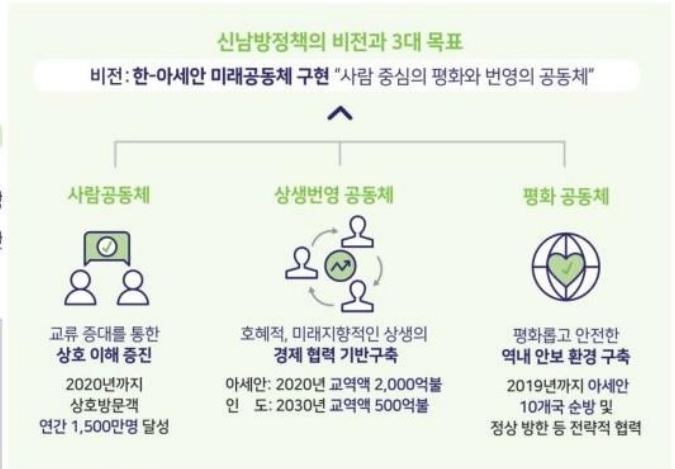 신남방정책의 비전과 3대 목표
비전 : 한-아세안 미래공동체 구현 “사람 중심의 평화와 번영의 공동체”
사람공동체
교류 증대를 통한
상호 이해 증진
2020년까지
상호방문객
연간 1,500만명 달성
상생번영 공동체
호혜적, 미래지향적인 상생의
경제 협력 기반구축
아세안: 2020년 교역액 2,000억불
인 도: 2030년 교역액 500억불
평화 공동체
평화롭고 안전한
역내 안보 환경 구축
2019년까지 아세안
10개국 순방 및
정상 방한 등 전략적 협력